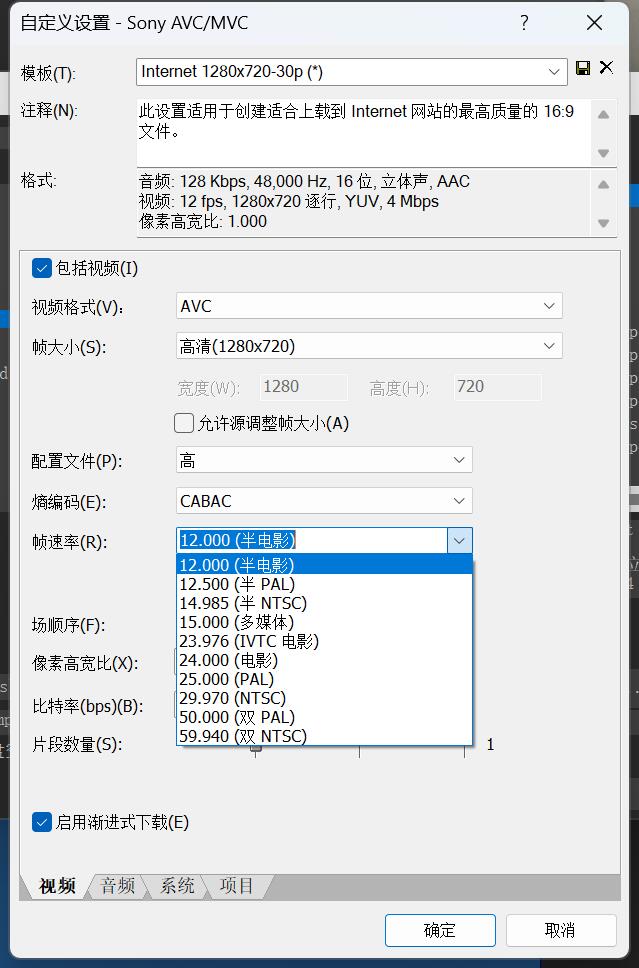 自定义设置 - Sony AVC/MVC
模板(T):
Internet 1280x720-30p (*)
注释(N):
此设置适用于创建适合上载到 Internet 网站的最高质量的 16:9
文件。
格式:
音频: 128 Kbps, 48,000 Hz, 16 位, 立体声, AAC
视频: 12 fps, 1280x720 逐行, YUV, 4 Mbps
像素高宽比: 1.000
包括视频(I)
视频格式(V):
AVC
帧大小(S):
高清(1280x720)
宽度(W):
1280
高度(H):
720
允许源调整帧大小(A)
配置文件(P):
高
熵编码(E):
CABAC
帧速率(R):
12.000 (半电影)
12.000 (半电影)
12.500 (半 PAL)
14.985 (半 NTSC)
15.000 (多媒体)
23.976 (IVTC 电影)
24.000 (电影)
25.000 (PAL)
29.970 (NTSC)
50.000 (双 PAL)
59.940 (双 NTSC)
场顺序(F):
像素高宽比(X):
比特率(bps)(B):
片段数量(S):
1
启用渐进式下载(E)
视频
音频
系统
项目
确定
取消